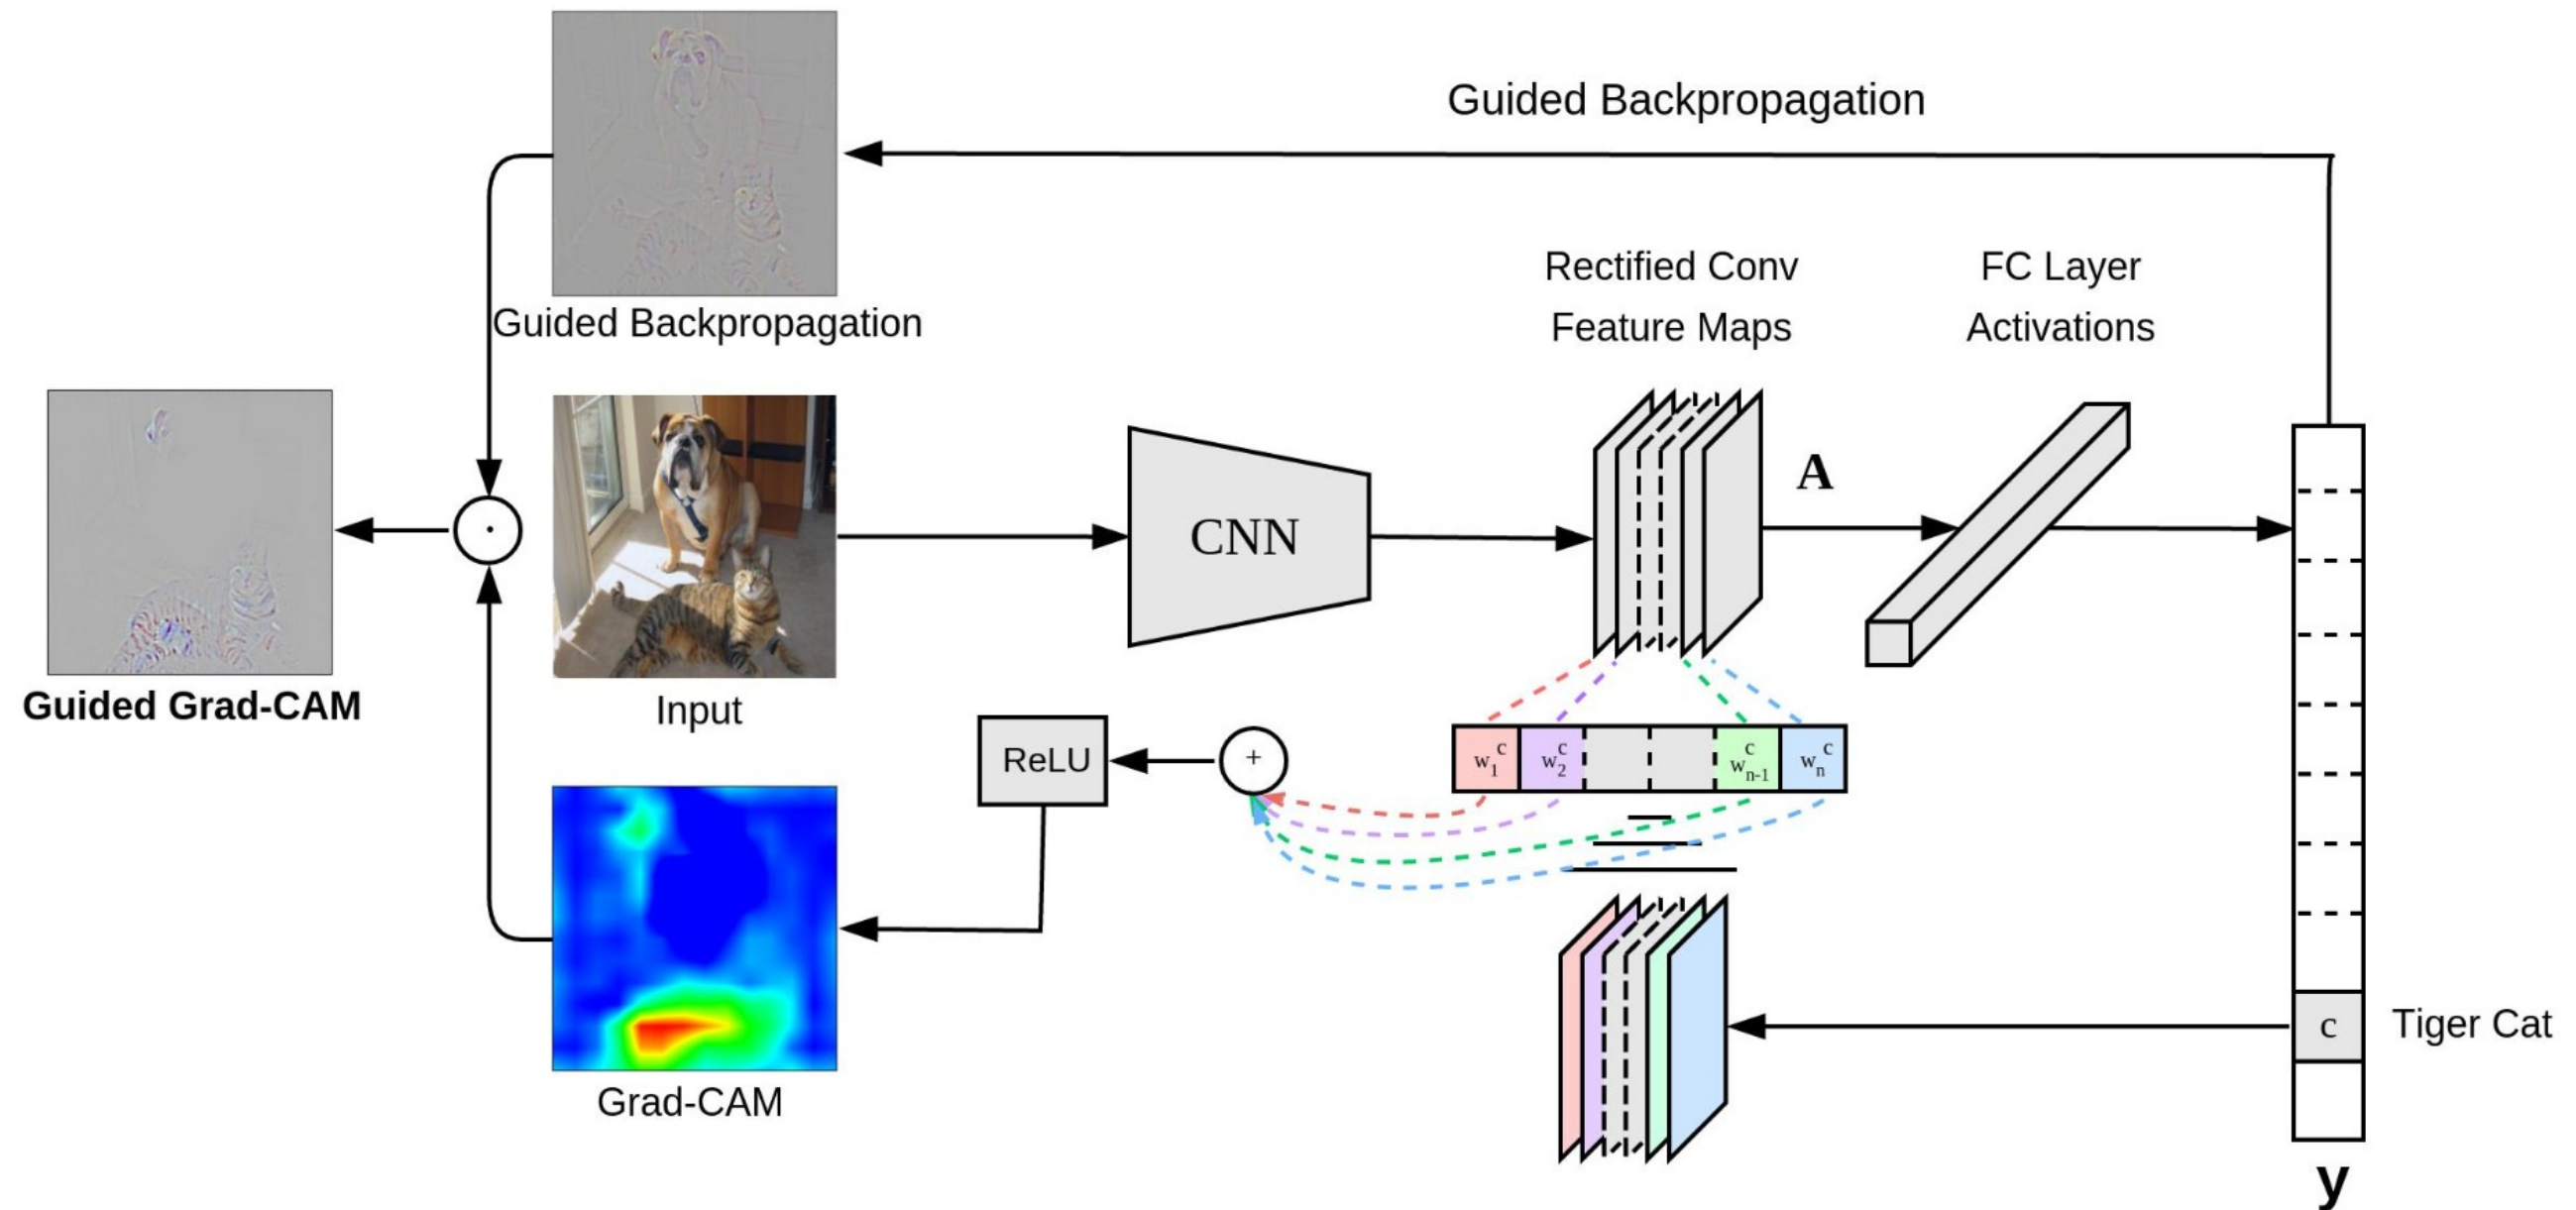 Guided Backpropagation
Rectified Conv
Feature Maps
FC Layer
Activations
Guided Backpropagation
A
CNN
Guided Grad-CAM
Input
ReLU
+
w1c
w2c
wn-1c
wnc
c
Tiger Cat
Grad-CAM
y